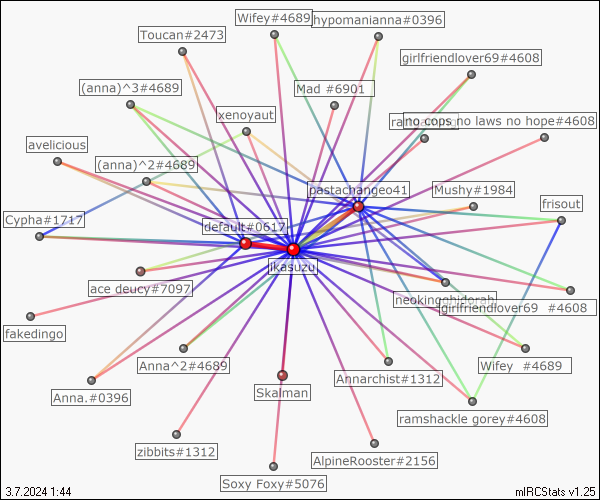 Wifey#4689
hypomanianna#0396
Toucan#2473
girlfriendlover69#4608
(anna)^3#4689
Mad #6901
xenoyaut
no cops no laws no hope#4608
avelicious
(anna)^2#4689
pastachangeo41
Mushy#1984
frisout
Cypha#1717
default#0617
ikasuzu
ace deucy#7097
neokingghidorah
girlfriendlover69 #4608
fakedingo
Anna^2#4689
Wifey #4689
Annarchist#1312
Skalman
Anna.#0396
ramshackle gorey#4608
zibbits#1312
AlpineRooster#2156
Soxy Foxy#5076
3.7.2024 1:44
mIRCStats v1.25